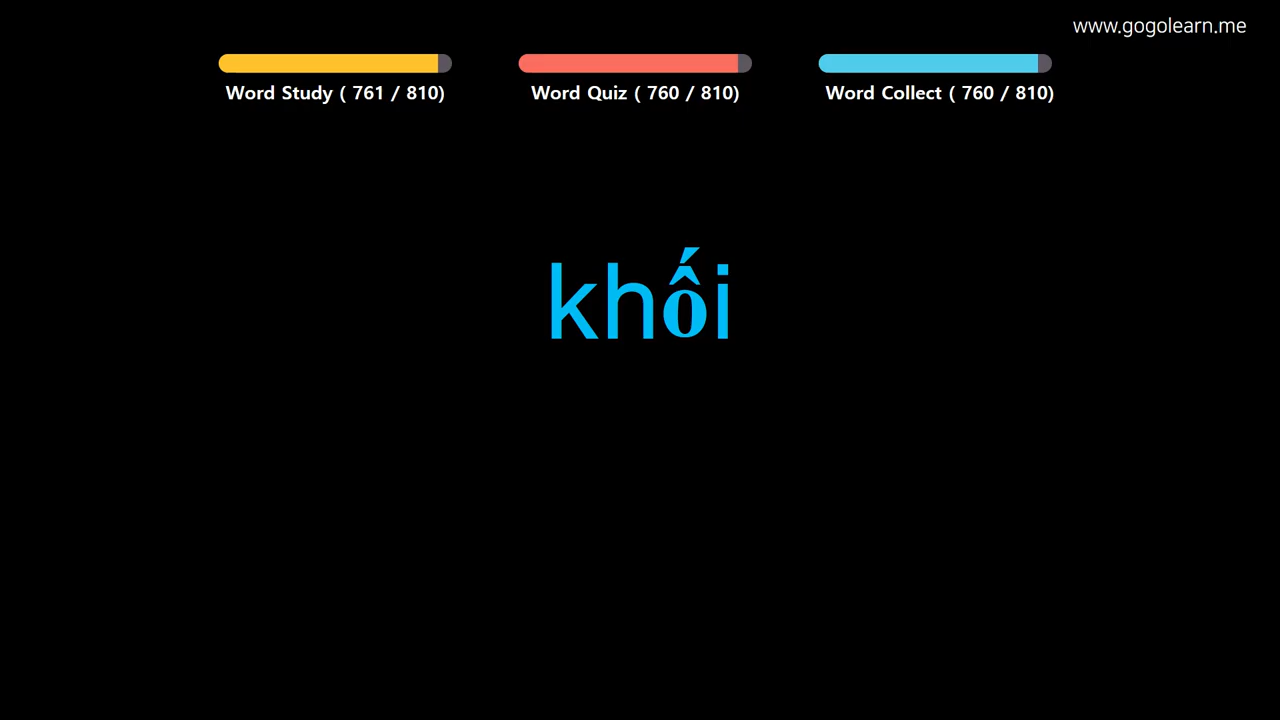 www.gogolearn.me
Word Study ( 761 / 810)
Word Quiz ( 760 / 810)
Word Collect ( 760 / 810)
khối